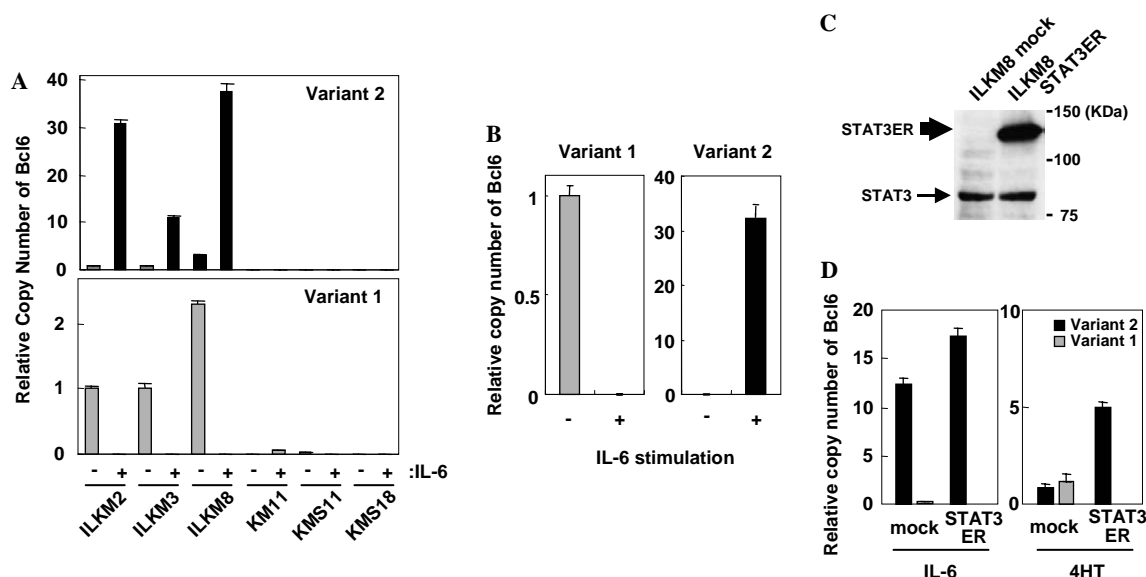 A
Relative Copy Number of Bcl6
40
30
20
10
0
Variant 2
2
1
0
Variant 1
- + - + - + - + - + - + :IL-6
ILKM2 ILKM3 ILKM8 KM11 KMS11 KMS18
B
Relative copy number of Bcl6
Variant 1 Variant 2
1
0.5
0
40
30
20
10
0
- + - +
IL-6 stimulation
C
ILKM8 mock
ILKM8
STAT3ER
STAT3ER
STAT3
- 150 (KDa)
- 100
- 75
D
Relative copy number of Bcl6
20
15
10
5
0
10
5
0
Variant 2
Variant 1
mock STAT3 ER mock STAT3 ER
IL-6 4HT